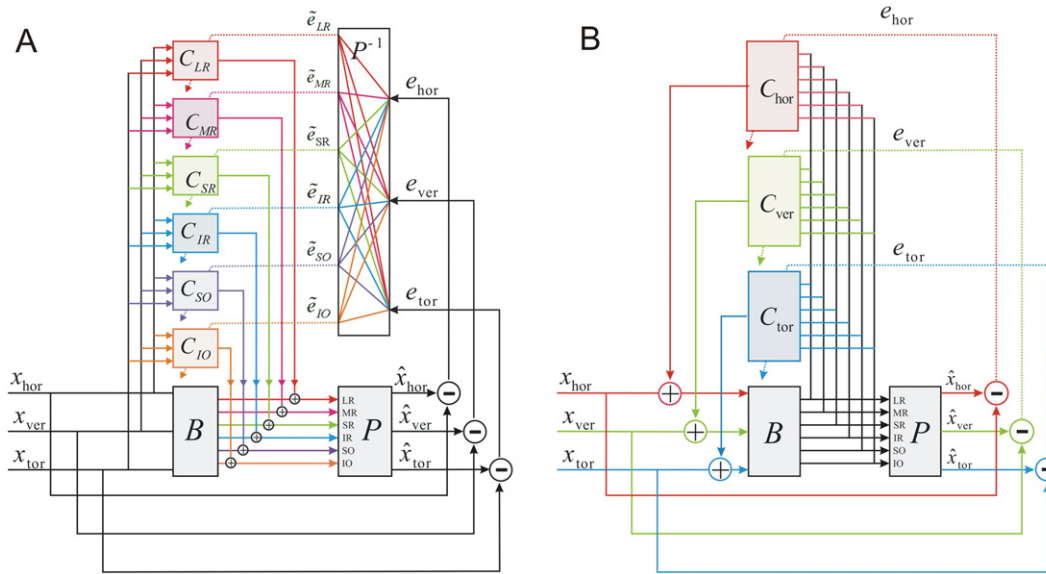 A
C_LR
C_MR
C_SR
C_IR
C_SO
C_IO
ẽ_LR
ẽ_MR
ẽ_SR
ẽ_IR
ẽ_SO
ẽ_IO
P⁻¹
e_hor
e_ver
e_tor
x_hor
x_ver
x_tor
B
LR
MR
SR
IR
SO
IO
P
x̂_hor
x̂_ver
x̂_tor
B
e_hor
C_hor
e_ver
C_ver
e_tor
C_tor
x_hor
x_ver
x_tor
B
LR
MR
SR
IR
SO
IO
P
x̂_hor
x̂_ver
x̂_tor